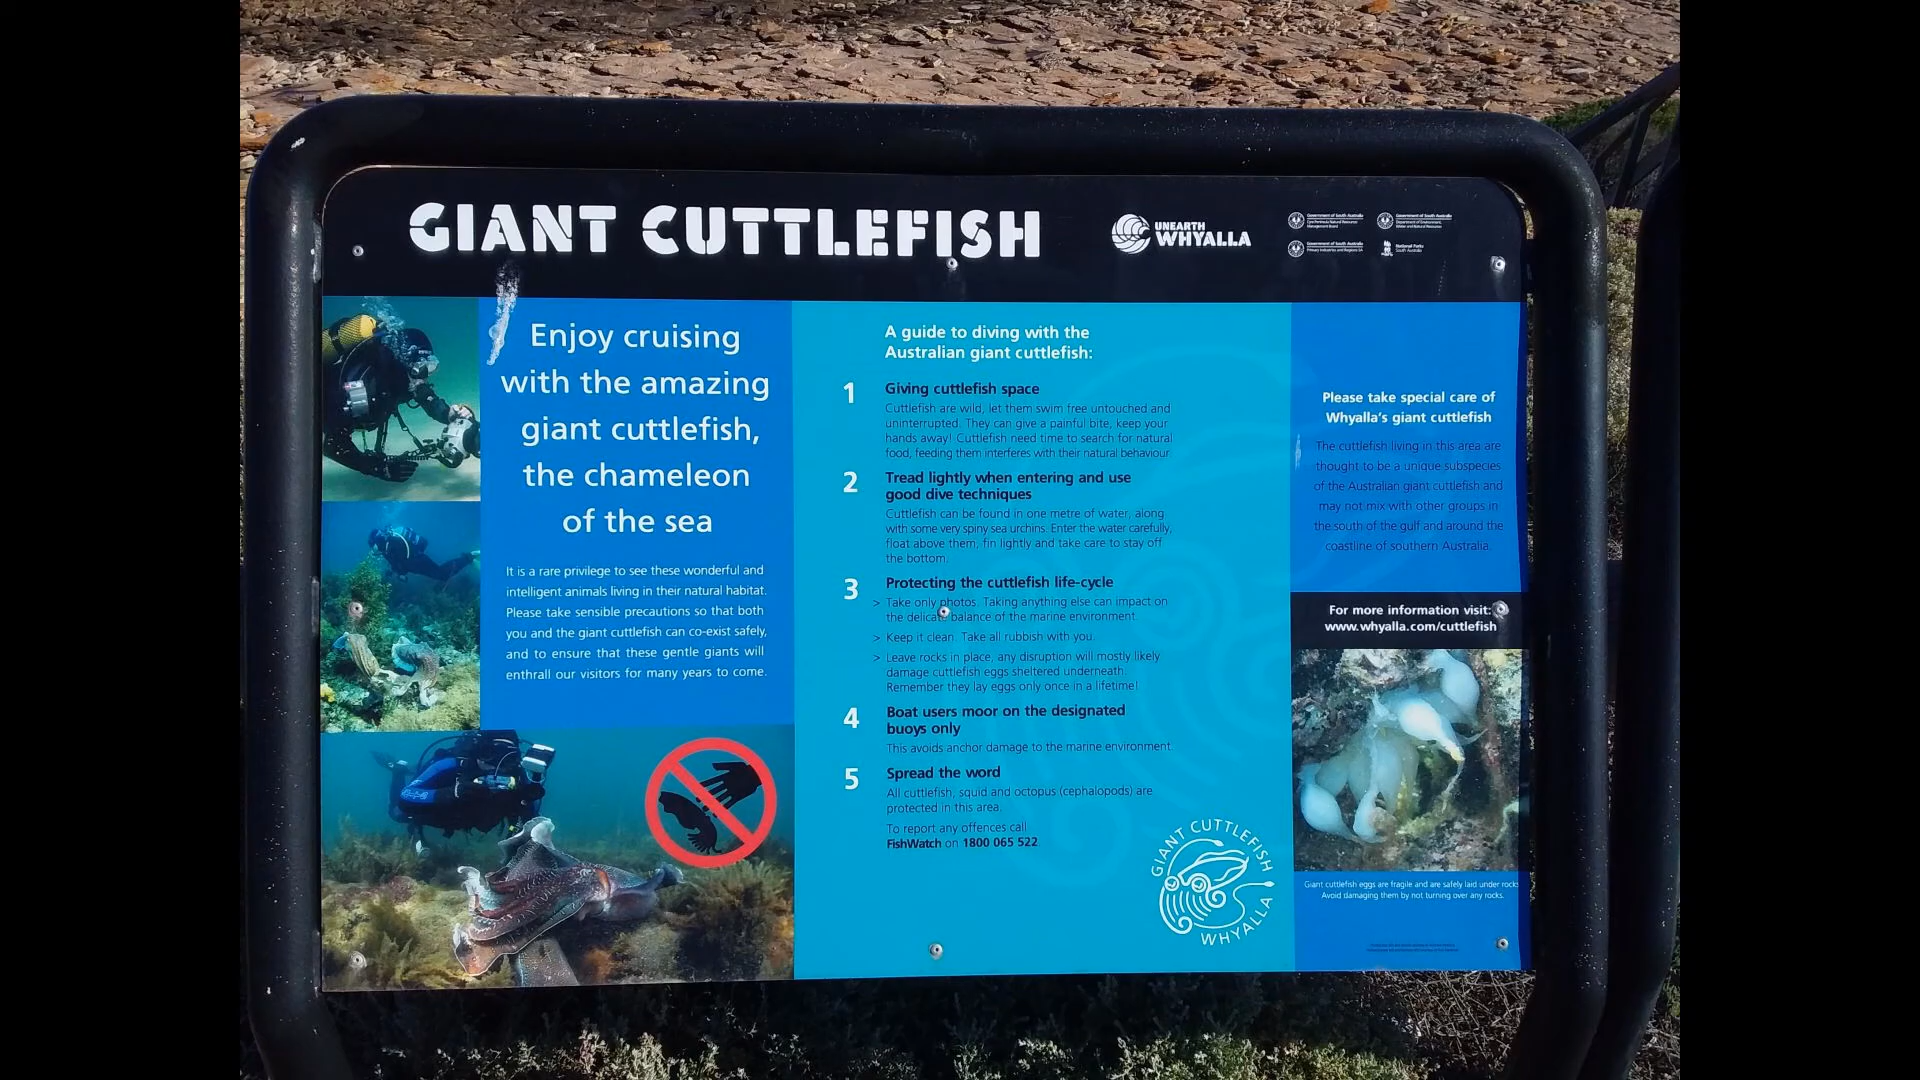 GIANT CUTTLEFISH
UNEARTH
WHYALLA
Government of South Australia
Government of South Australia
Government of South Australia
Primary Industries and Regions SA
National Parks
South Australia
Enjoy cruising
with the amazing
giant cuttlefish,
the chameleon
of the sea
It is a rare privilege to see these wonderful and
intelligent animals living in their natural habitat.
Please take sensible precautions so that both
you and the giant cuttlefish can co-exist safely,
and to ensure that these gentle giants will
enthrall our visitors for many years to come.
A guide to diving with the
Australian giant cuttlefish:
1 Giving cuttlefish space
Cuttlefish are wild, let them swim free untouched and
uninterrupted. They can give a painful bite, keep your
hands away! Cuttlefish need time to search for natural
food, feeding them interferes with their natural behaviour.
2 Tread lightly when entering and use
good dive techniques
Cuttlefish can be found in one metre of water, along
with some very spiny sea urchins. Enter the water carefully,
float above them, fin lightly and take care to stay off
the bottom.
3 Protecting the cuttlefish life-cycle
> Take only photos. Taking anything else can impact on
the delicate balance of the marine environment.
> Keep it clean. Take all rubbish with you.
> Leave rocks in place, any disruption will mostly likely
damage cuttlefish eggs sheltered underneath.
Remember they lay eggs only once in a lifetime!
4 Boat users moor on the designated
buoys only
This avoids anchor damage to the marine environment.
5 Spread the word
All cuttlefish, squid and octopus (cephalopods) are
protected in this area.
To report any offences call
FishWatch on 1800 065 522.
GIANT CUTTLEFISH
WHYALLA
Please take special care of
Whyalla's giant cuttlefish
The cuttlefish living in this area are
thought to be a unique subspecies
of the Australian giant cuttlefish and
may not mix with other groups in
the south of the gulf and around the
coastline of southern Australia.
For more information visit:
www.whyalla.com/cuttlefish
Giant cuttlefish eggs are fragile and are safely laid under rocks.
Avoid damaging them by not turning over any rocks.